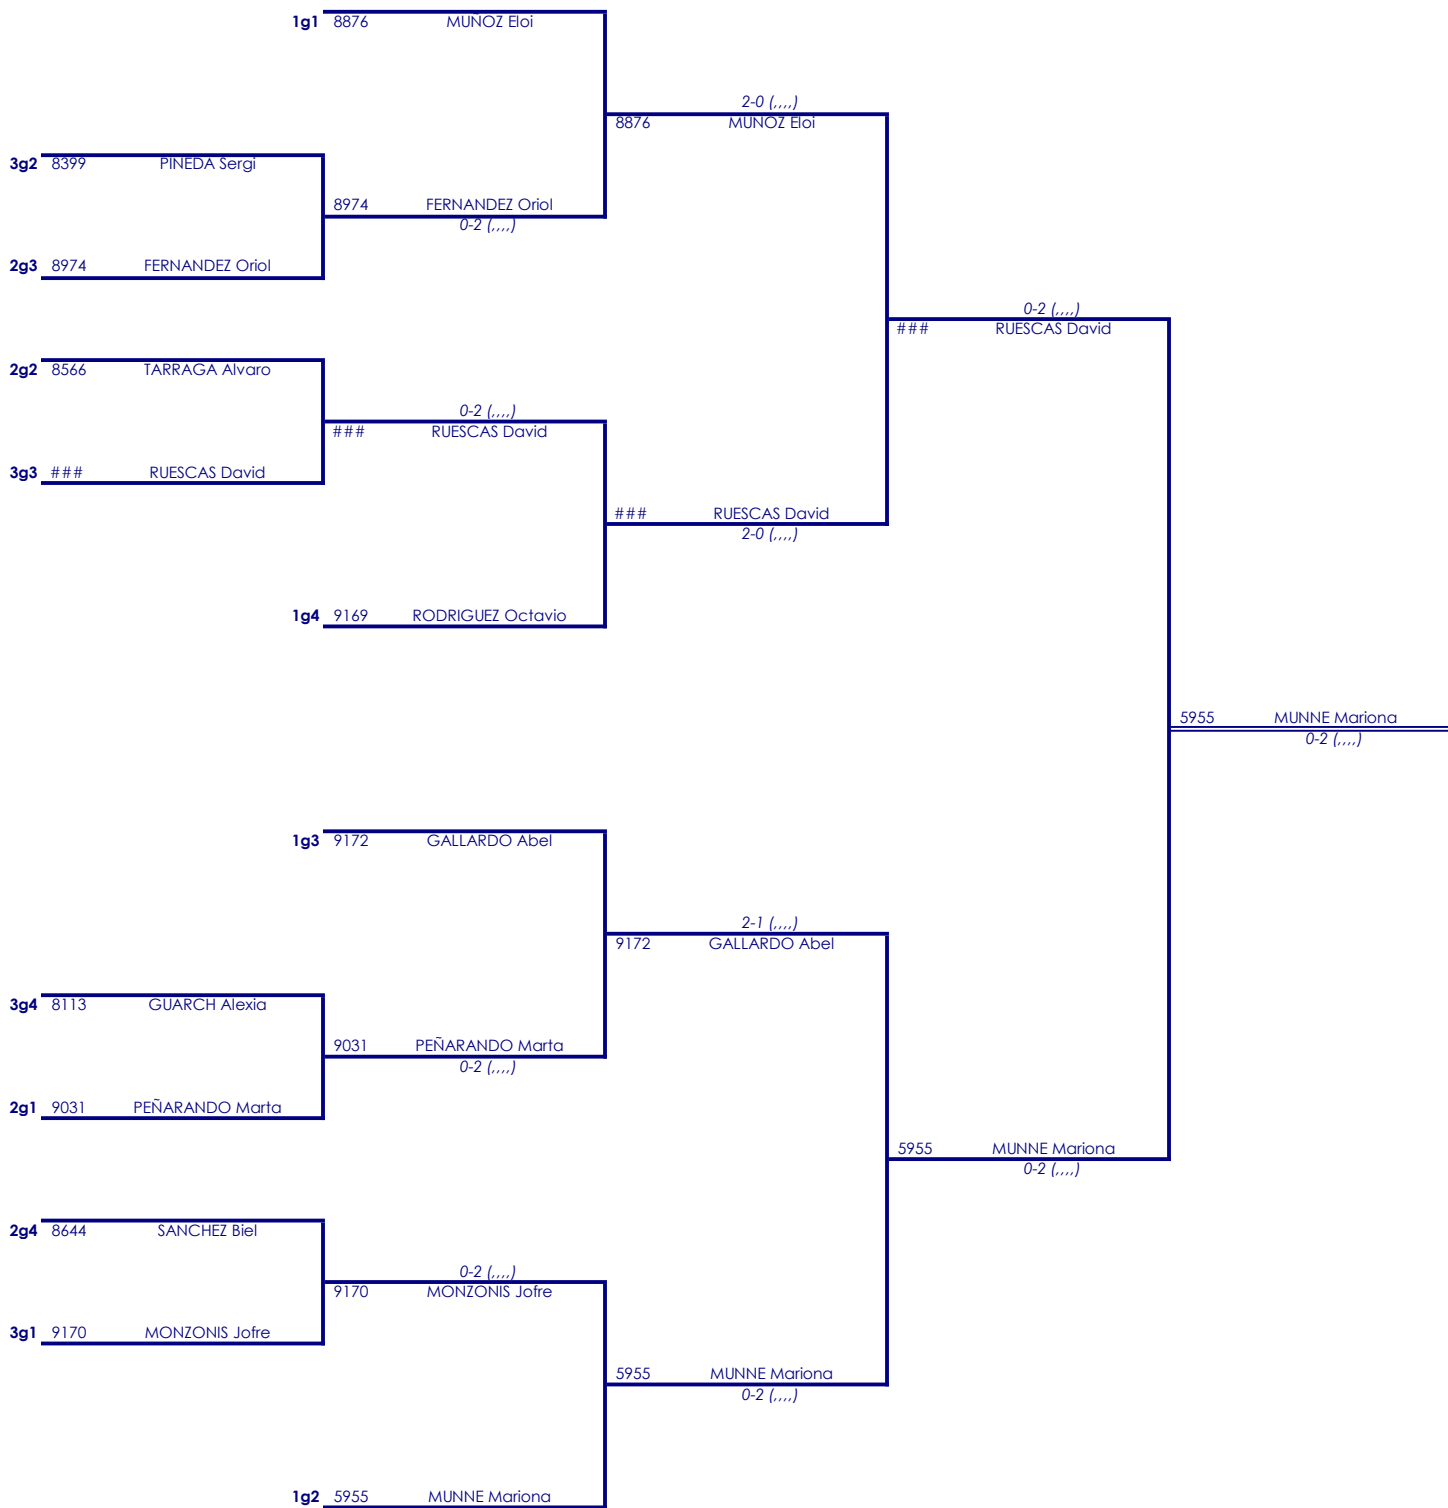 1g1 8876 MUÑOZ Eloi
2-0 (,,,,)
8876 MUÑOZ Eloi
3g2 8399 PINEDA Sergi
8974 FERNANDEZ Oriol
0-2 (,,,,)
2g3 8974 FERNANDEZ Oriol
0-2 (,,,,)
### RUESCAS David
2g2 8566 TARRAGA Alvaro
0-2 (,,,,)
### RUESCAS David
3g3 ### RUESCAS David
### RUESCAS David
2-0 (,,,,)
1g4 9169 RODRIGUEZ Octavio
5955 MUNNE Mariona
0-2 (,,,,)
1g3 9172 GALLARDO Abel
2-1 (,,,,)
9172 GALLARDO Abel
3g4 8113 GUARCH Alexia
9031 PEÑARANDO Marta
0-2 (,,,,)
2g1 9031 PEÑARANDO Marta
5955 MUNNE Mariona
0-2 (,,,,)
2g4 8644 SANCHEZ Biel
0-2 (,,,,)
9170 MONZONIS Jofre
3g1 9170 MONZONIS Jofre
5955 MUNNE Mariona
0-2 (,,,,)
1g2 5955 MUNNE Mariona